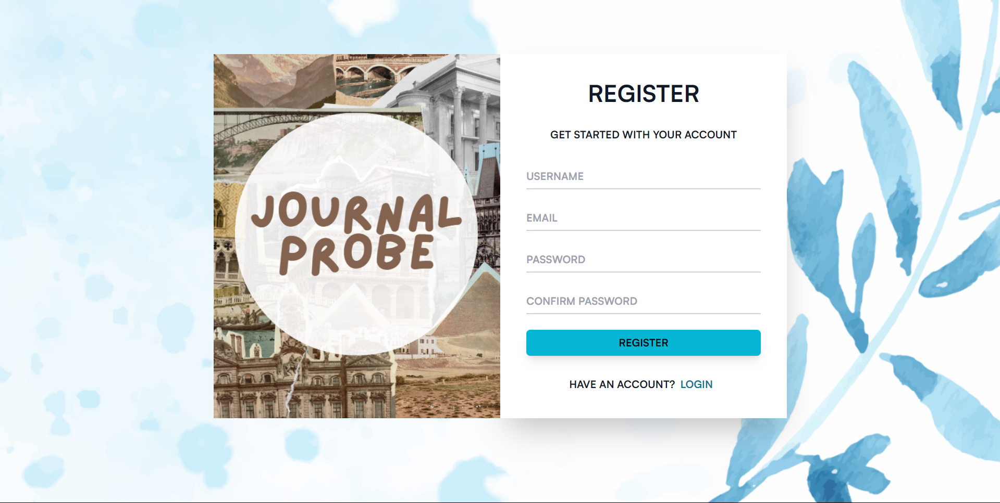 JOURNAL
PROBE
REGISTER
GET STARTED WITH YOUR ACCOUNT
USERNAME
EMAIL
PASSWORD
CONFIRM PASSWORD
REGISTER
HAVE AN ACCOUNT? LOGIN